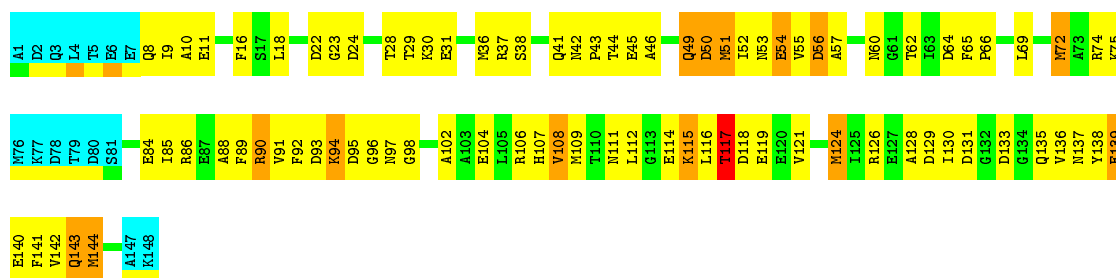 A1 D2 Q3 L4 T5 E6 E7 Q8 I9 A10 E11 F16 S17 L18 D22 G23 D24 T28 T29 K30 E31 M36 R37 S38 Q41 N42 P43 T44 E45 A46 Q49 D50 M51 I52 N53 E54 V55 D56 A57 N60 G61 T62 I63 D64 F65 P66 L69 M72 A73 R74 K75
M76 K77 D78 T79 D80 S81 E84 I85 R86 E87 A88 F89 R90 V91 F92 D93 K94 D95 G96 N97 G98 A102 A103 E104 L105 R106 H107 V108 M109 T110 N111 L112 G113 E114 K115 L116 T117 D118 E119 E120 V121 M124 I125 R126 E127 A128 D129 I130 D131 G132 D133 G134 Q135 V136 N137 Y138 E139
E140 F141 V142 Q143 M144 A147 K148